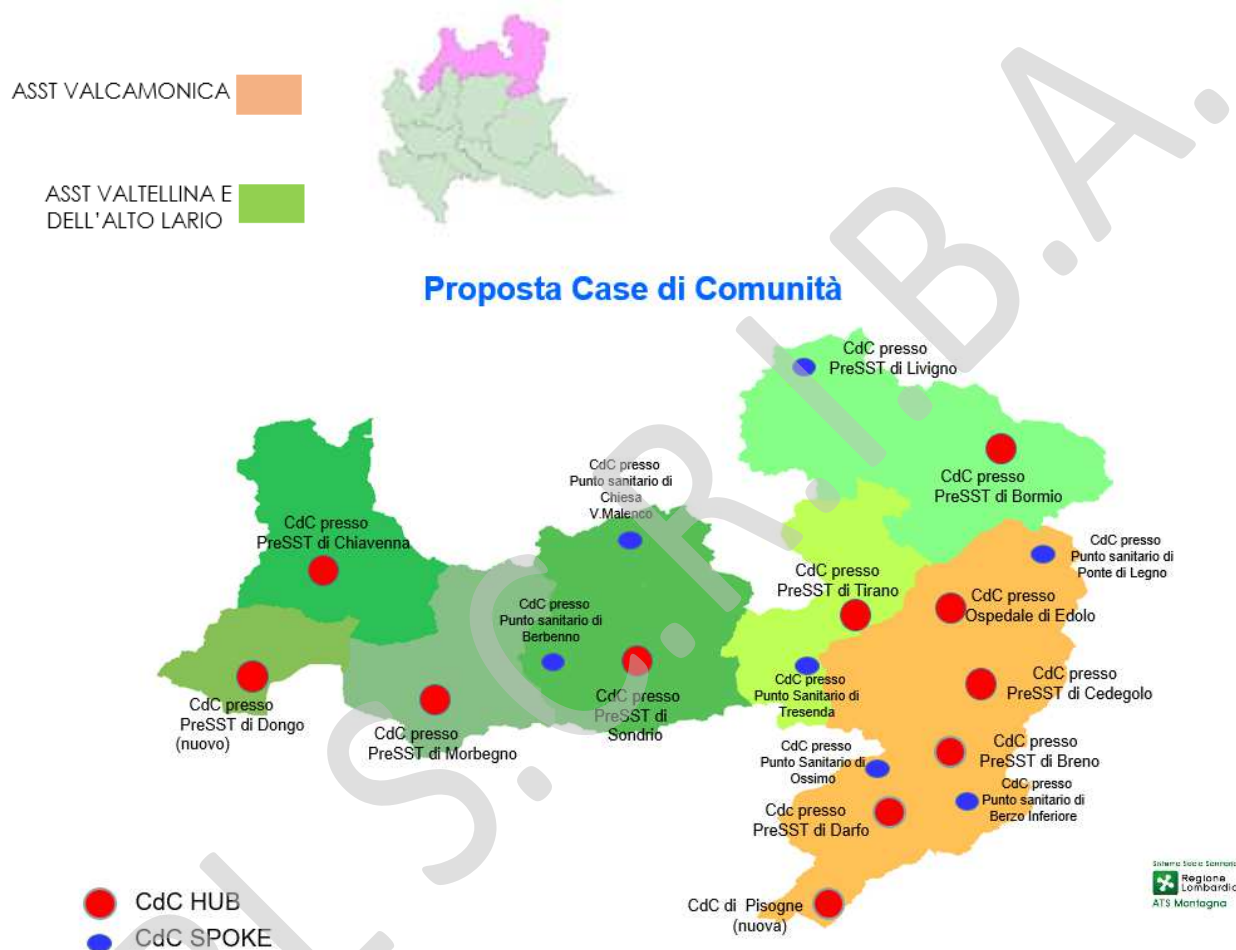 ASST VALCAMONICA
ASST VALTELLINA E
DELL'ALTO LARIO
Proposta Case di Comunità
CdC presso
PreSST di Livigno
CdC presso
PreSST di Bormio
CdC presso
Punto sanitario di
Chiesa
V.Malenco
CdC presso
PreSST di Chiavenna
CdC presso
Punto sanitario di
Ponte di Legno
CdC presso
PreSST di Tirano
CdC presso
Ospedale di Edolo
CdC presso
Punto sanitario di
Berbenno
CdC presso
PreSST di Cedegolo
CdC presso
Punto Sanitario di
Tresenda
CdC presso
PreSST di
Sondrio
CdC presso
PreSST di Dongo
(nuovo)
CdC presso
PreSST di Morbegno
CdC presso
Punto Sanitario di
Ossimo
CdC presso
PreSST di Breno
CdC presso
Punto sanitario di
Berzo Inferiore
Cdc presso
PreSST di Darfo
CdC di Pisogne
(nuova)
CdC HUB
CdC SPOKE
Regione
Lombardia
ATS Montagna
S.C.R.I.B.A.